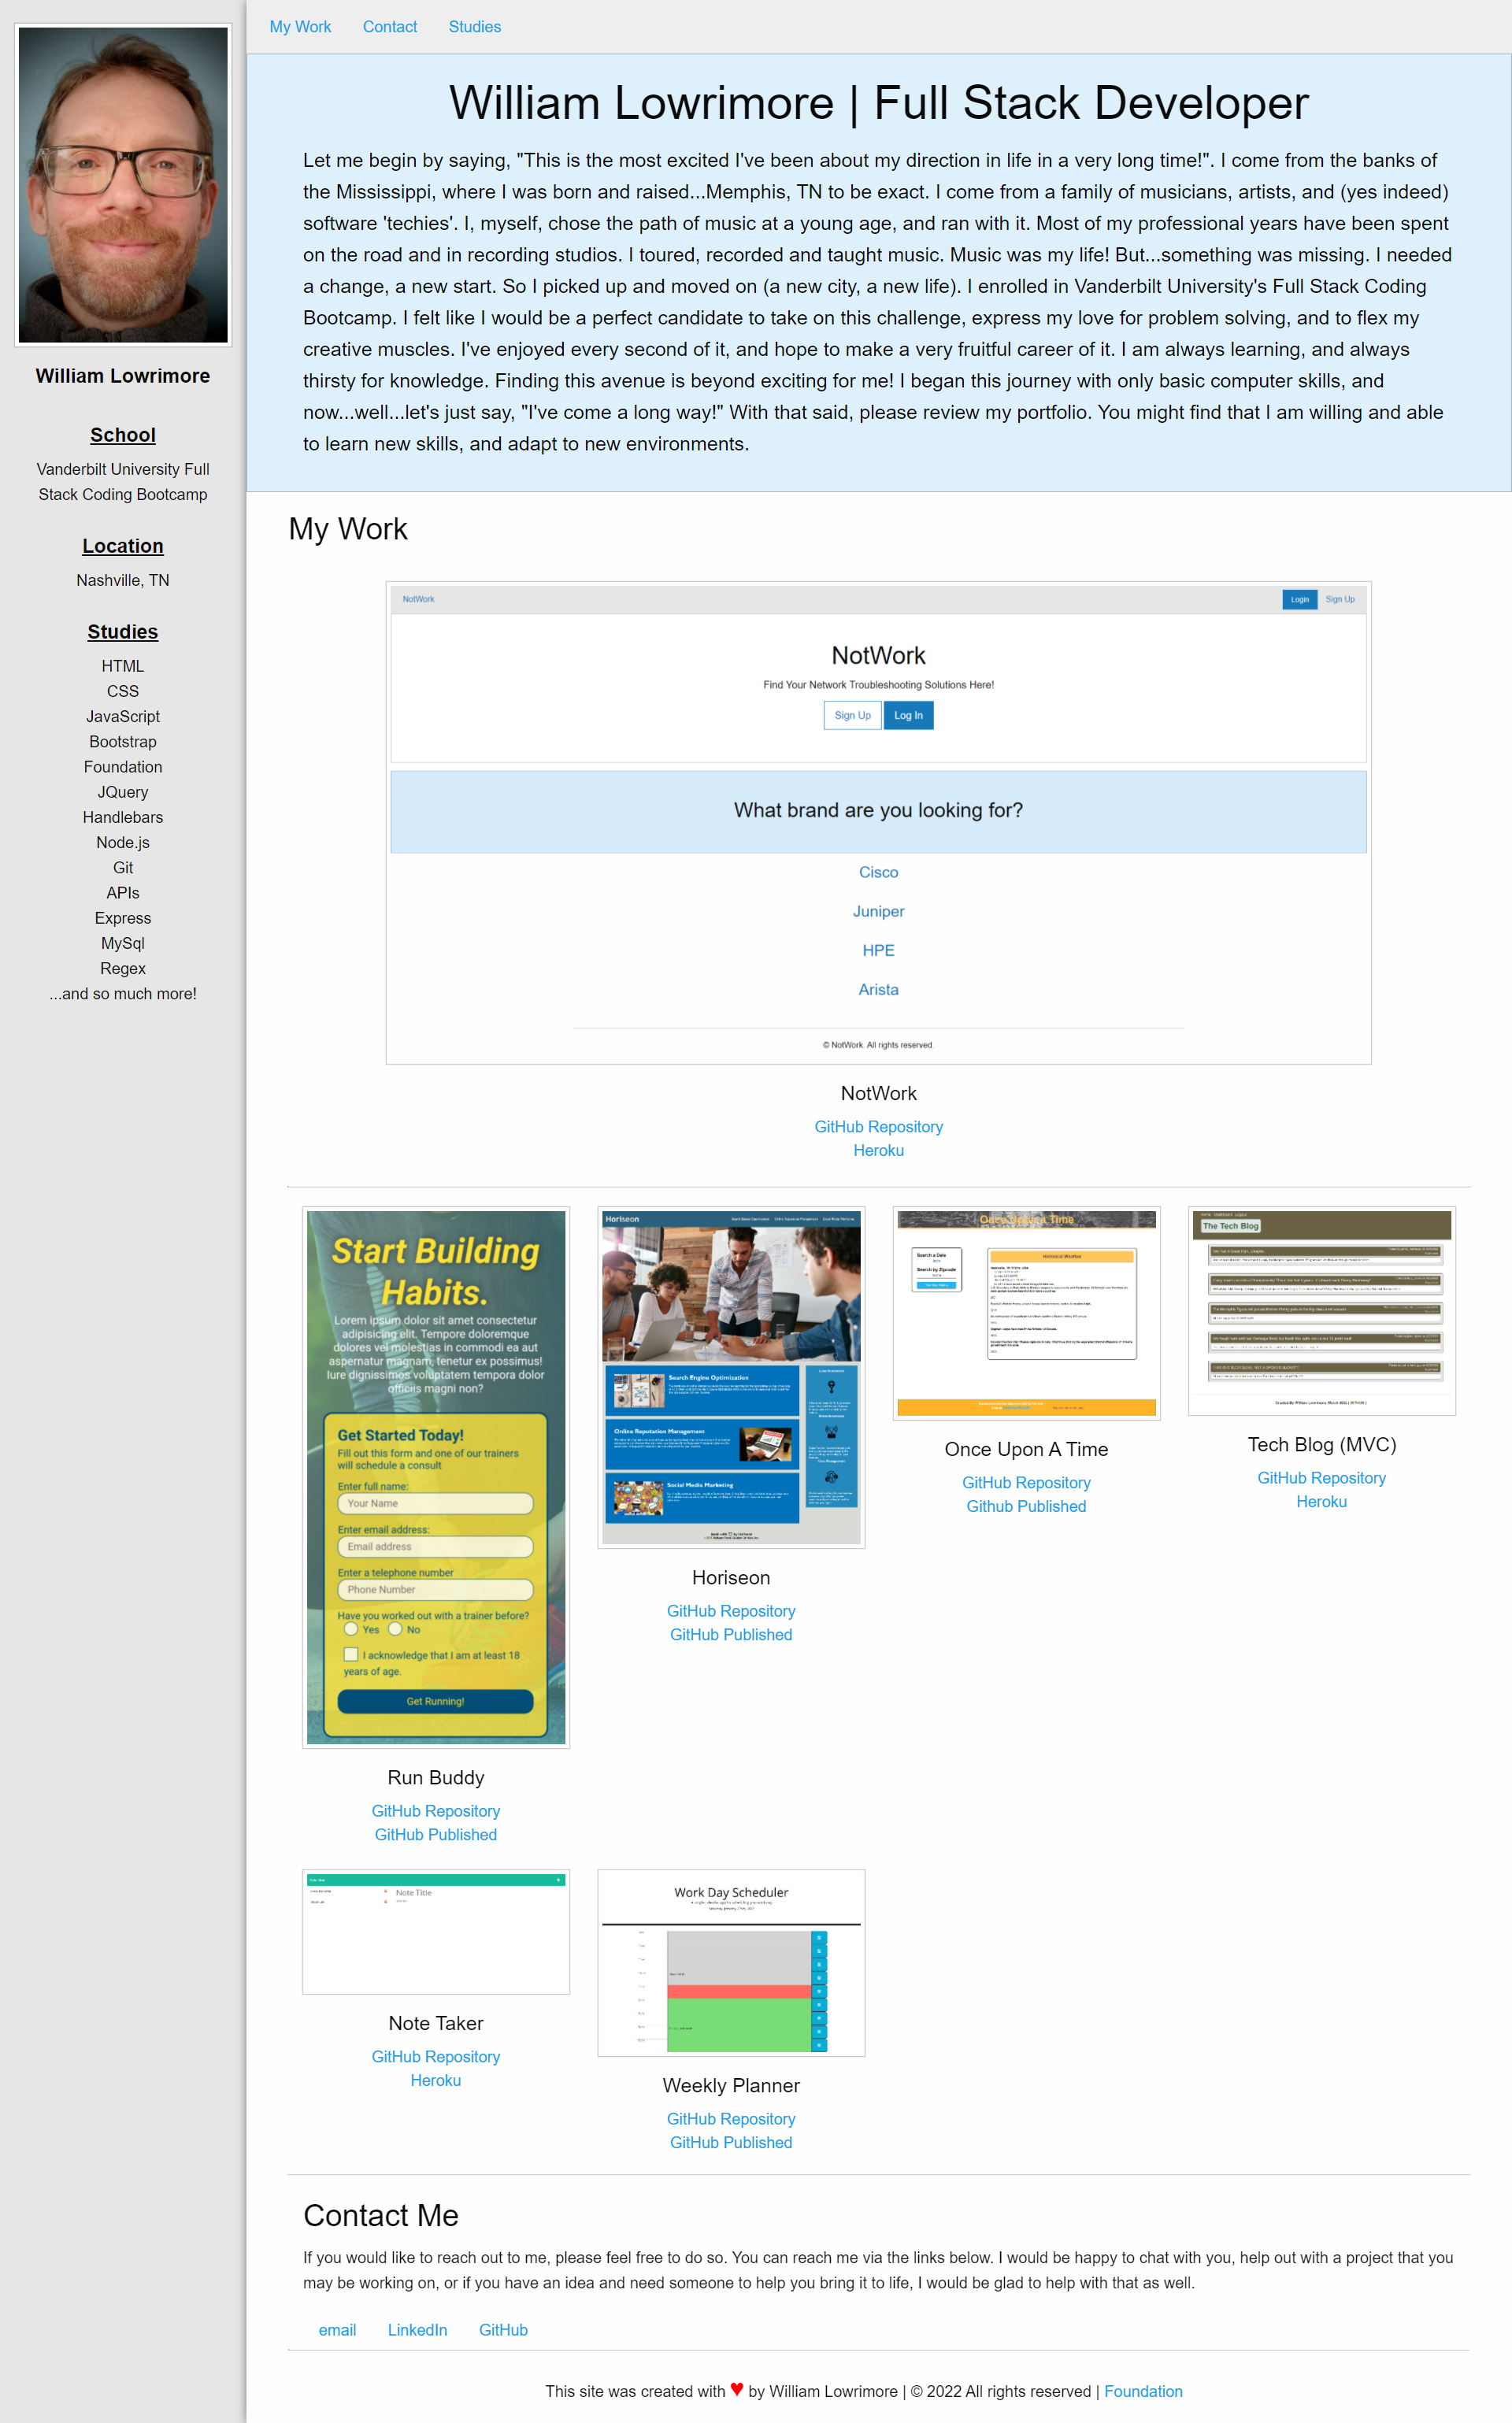 William Lowrimore
School
Vanderbilt University Full
Stack Coding Bootcamp
Location
Nashville, TN
Studies
HTML
CSS
JavaScript
Bootstrap
Foundation
JQuery
Handlebars
Node.js
Git
APIs
Express
MySql
Regex
...and so much more!
My Work Contact Studies
William Lowrimore | Full Stack Developer
Let me begin by saying, "This is the most excited I've been about my direction in life in a very long time!". I come from the banks of
the Mississippi, where I was born and raised...Memphis, TN to be exact. I come from a family of musicians, artists, and (yes indeed)
software 'techies'. I, myself, chose the path of music at a young age, and ran with it. Most of my professional years have been spent
on the road and in recording studios. I toured, recorded and taught music. Music was my life! But...something was missing. I needed
a change, a new start. So I picked up and moved on (a new city, a new life). I enrolled in Vanderbilt University's Full Stack Coding
Bootcamp. I felt like I would be a perfect candidate to take on this challenge, express my love for problem solving, and to flex my
creative muscles. I've enjoyed every second of it, and hope to make a very fruitful career of it. I am always learning, and always
thirsty for knowledge. Finding this avenue is beyond exciting for me! I began this journey with only basic computer skills, and
now...well...let's just say, "I've come a long way!" With that said, please review my portfolio. You might find that I am willing and able
to learn new skills, and adapt to new environments.
My Work
NotWork Login Sign Up
NotWork
Find Your Network Troubleshooting Solutions Here!
Sign Up Log In
What brand are you looking for?
Cisco
Juniper
HPE
Arista
© NotWork. All rights reserved.
NotWork
GitHub Repository
Heroku
Start Building
Habits.
Lorem ipsum dolor sit amet consectetur
adipisicing elit. Tempore doloremque
dolores vel molestias in commodi ea aut
aspernatur magnam, tenetur ex possimus!
Iure dignissimos voluptatem tempora dolor
officiis magni non?
Get Started Today!
Fill out this form and one of our trainers
will schedule a consult
Enter full name:
Your Name
Enter email address:
Email address
Enter a telephone number
Phone Number
Have you worked out with a trainer before?
Yes No
I acknowledge that I am at least 18
years of age.
Get Running!
Run Buddy
GitHub Repository
GitHub Published
Horiseon
Search Engine Optimization
Online Reputation Management
Social Media Marketing
Horiseon
GitHub Repository
GitHub Published
Once Upon A Time
Search a Date
Search by Zipcode
Historical Weather
Once Upon A Time
GitHub Repository
Github Published
The Tech Blog
Tech Blog (MVC)
GitHub Repository
Heroku
Note Title
Note Taker
GitHub Repository
Heroku
Work Day Scheduler
Weekly Planner
GitHub Repository
GitHub Published
Contact Me
If you would like to reach out to me, please feel free to do so. You can reach me via the links below. I would be happy to chat with you, help out with a project that you
may be working on, or if you have an idea and need someone to help you bring it to life, I would be glad to help with that as well.
email LinkedIn GitHub
This site was created with ♥ by William Lowrimore | © 2022 All rights reserved | Foundation